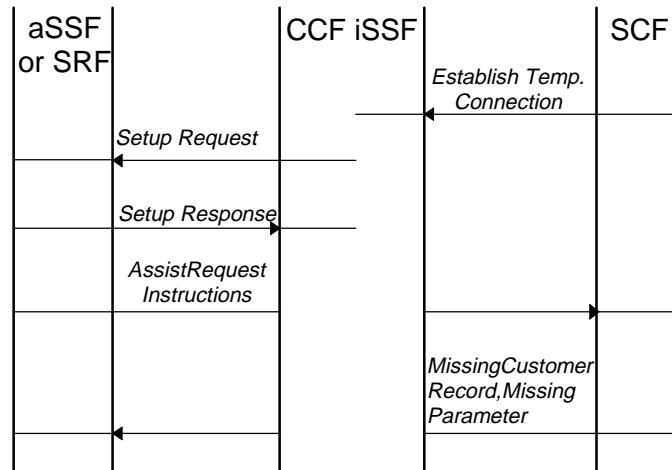 aSSF
or SRF
CCF iSSF
SCF
Establish Temp.
Connection
Setup Request
Setup Response
AssistRequest
Instructions
MissingCustomer
Record,Missing
Parameter